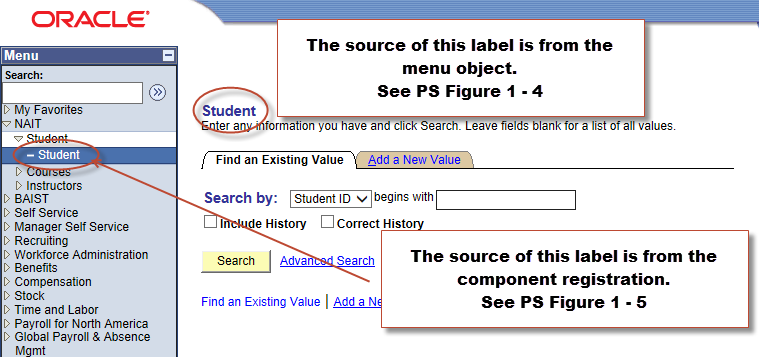 ORACLE®
Menu
Search:
My Favorites
NAIT
Student
Student
Courses
Instructors
BAIST
Self Service
Manager Self Service
Recruiting
Workforce Administration
Benefits
Compensation
Stock
Time and Labor
Payroll for North America
Global Payroll & Absence
Mgmt
The source of this label is from the
menu object.
See PS Figure 1 - 4
Student
Enter any information you have and click Search. Leave fields blank for a list of all values.
Find an Existing Value Add a New Value
Search by: Student ID begins with
Include History Correct History
Search Advanced Search
The source of this label is from the
component registration.
See PS Figure 1 - 5
Find an Existing Value Add a